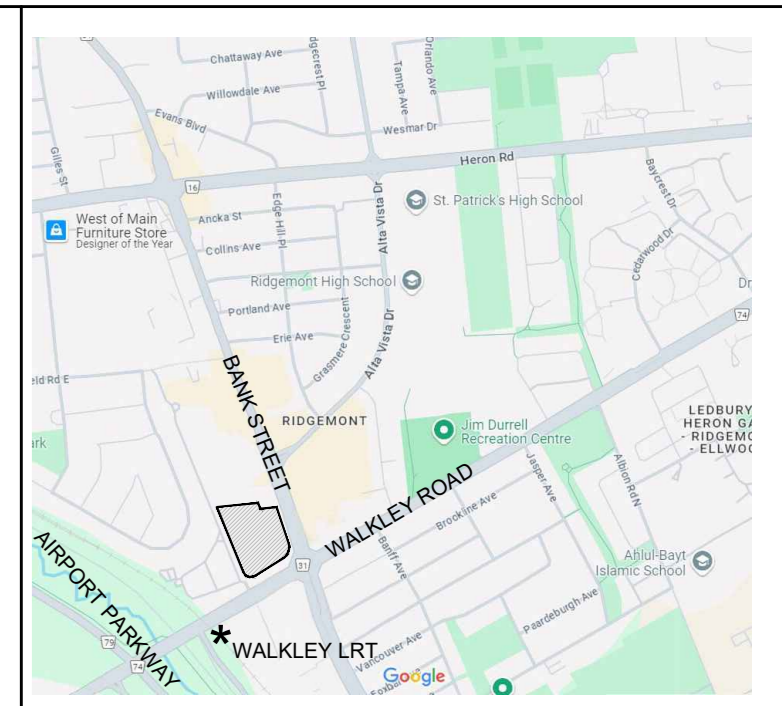 Chattaway Ave
dgecrest Pl
Orlando Ave
Tampa Ave
Willowdale Ave
Evans Blvd
Wesmar Dr
Gilles St
Heron Rd
Baycrest Dr
16
Edge Hill Pl
Alta Vista Dr
St. Patrick's High School
West of Main
Furniture Store
Designer of the Year
Ancka St
Collins Ave
Cedarwood Dr
Ridgemont High School
Dr
Portland Ave
Grasmere Crescent
Alta Vista Dr
74
Erie Ave
BANK STREET
eld Rd E
RIDGEMONT
LEDBURY
HERON GA
- RIDGEMO
- ELLWOO
Jim Durrell
Recreation Centre
ark
WALKLEY ROAD
Jasper Ave
Albion Rd N
Brookline Ave
Banff Ave
AIRPORT PARKWAY
31
Ahlul-Bayt
Islamic School
Paardeburgh Ave
79
74
*WALKLEY LRT
Vancouver Ave
Google